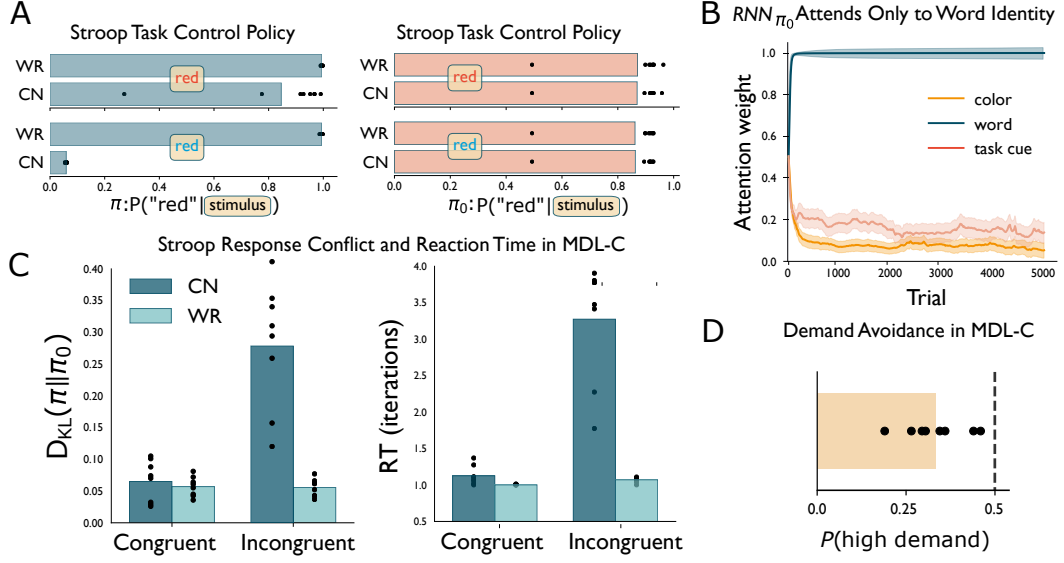 A
Stroop Task Control Policy
WR
red
CN
WR
red
CN
0.0 0.2 0.4 0.6 0.8 1.0
π:P("red"|stimulus)
Stroop Task Control Policy
WR
red
CN
WR
red
CN
0.0 0.2 0.4 0.6 0.8 1.0
π0:P("red"|stimulus)
B
RNN π0 Attends Only to Word Identity
Attention weight
1.0
0.8
0.6
0.4
0.2
0.0
color
word
task cue
0 1000 2000 3000 4000 5000
Trial
C
Stroop Response Conflict and Reaction Time in MDL-C
DKL(π||π0)
0.40
0.35
0.30
0.25
0.20
0.15
0.10
0.05
0.00
CN
WR
Congruent Incongruent
RT (iterations)
4.0
3.5
3.0
2.5
2.0
1.5
1.0
0.5
Congruent Incongruent
D
Demand Avoidance in MDL-C
0.0 0.25 0.5
P(high demand)